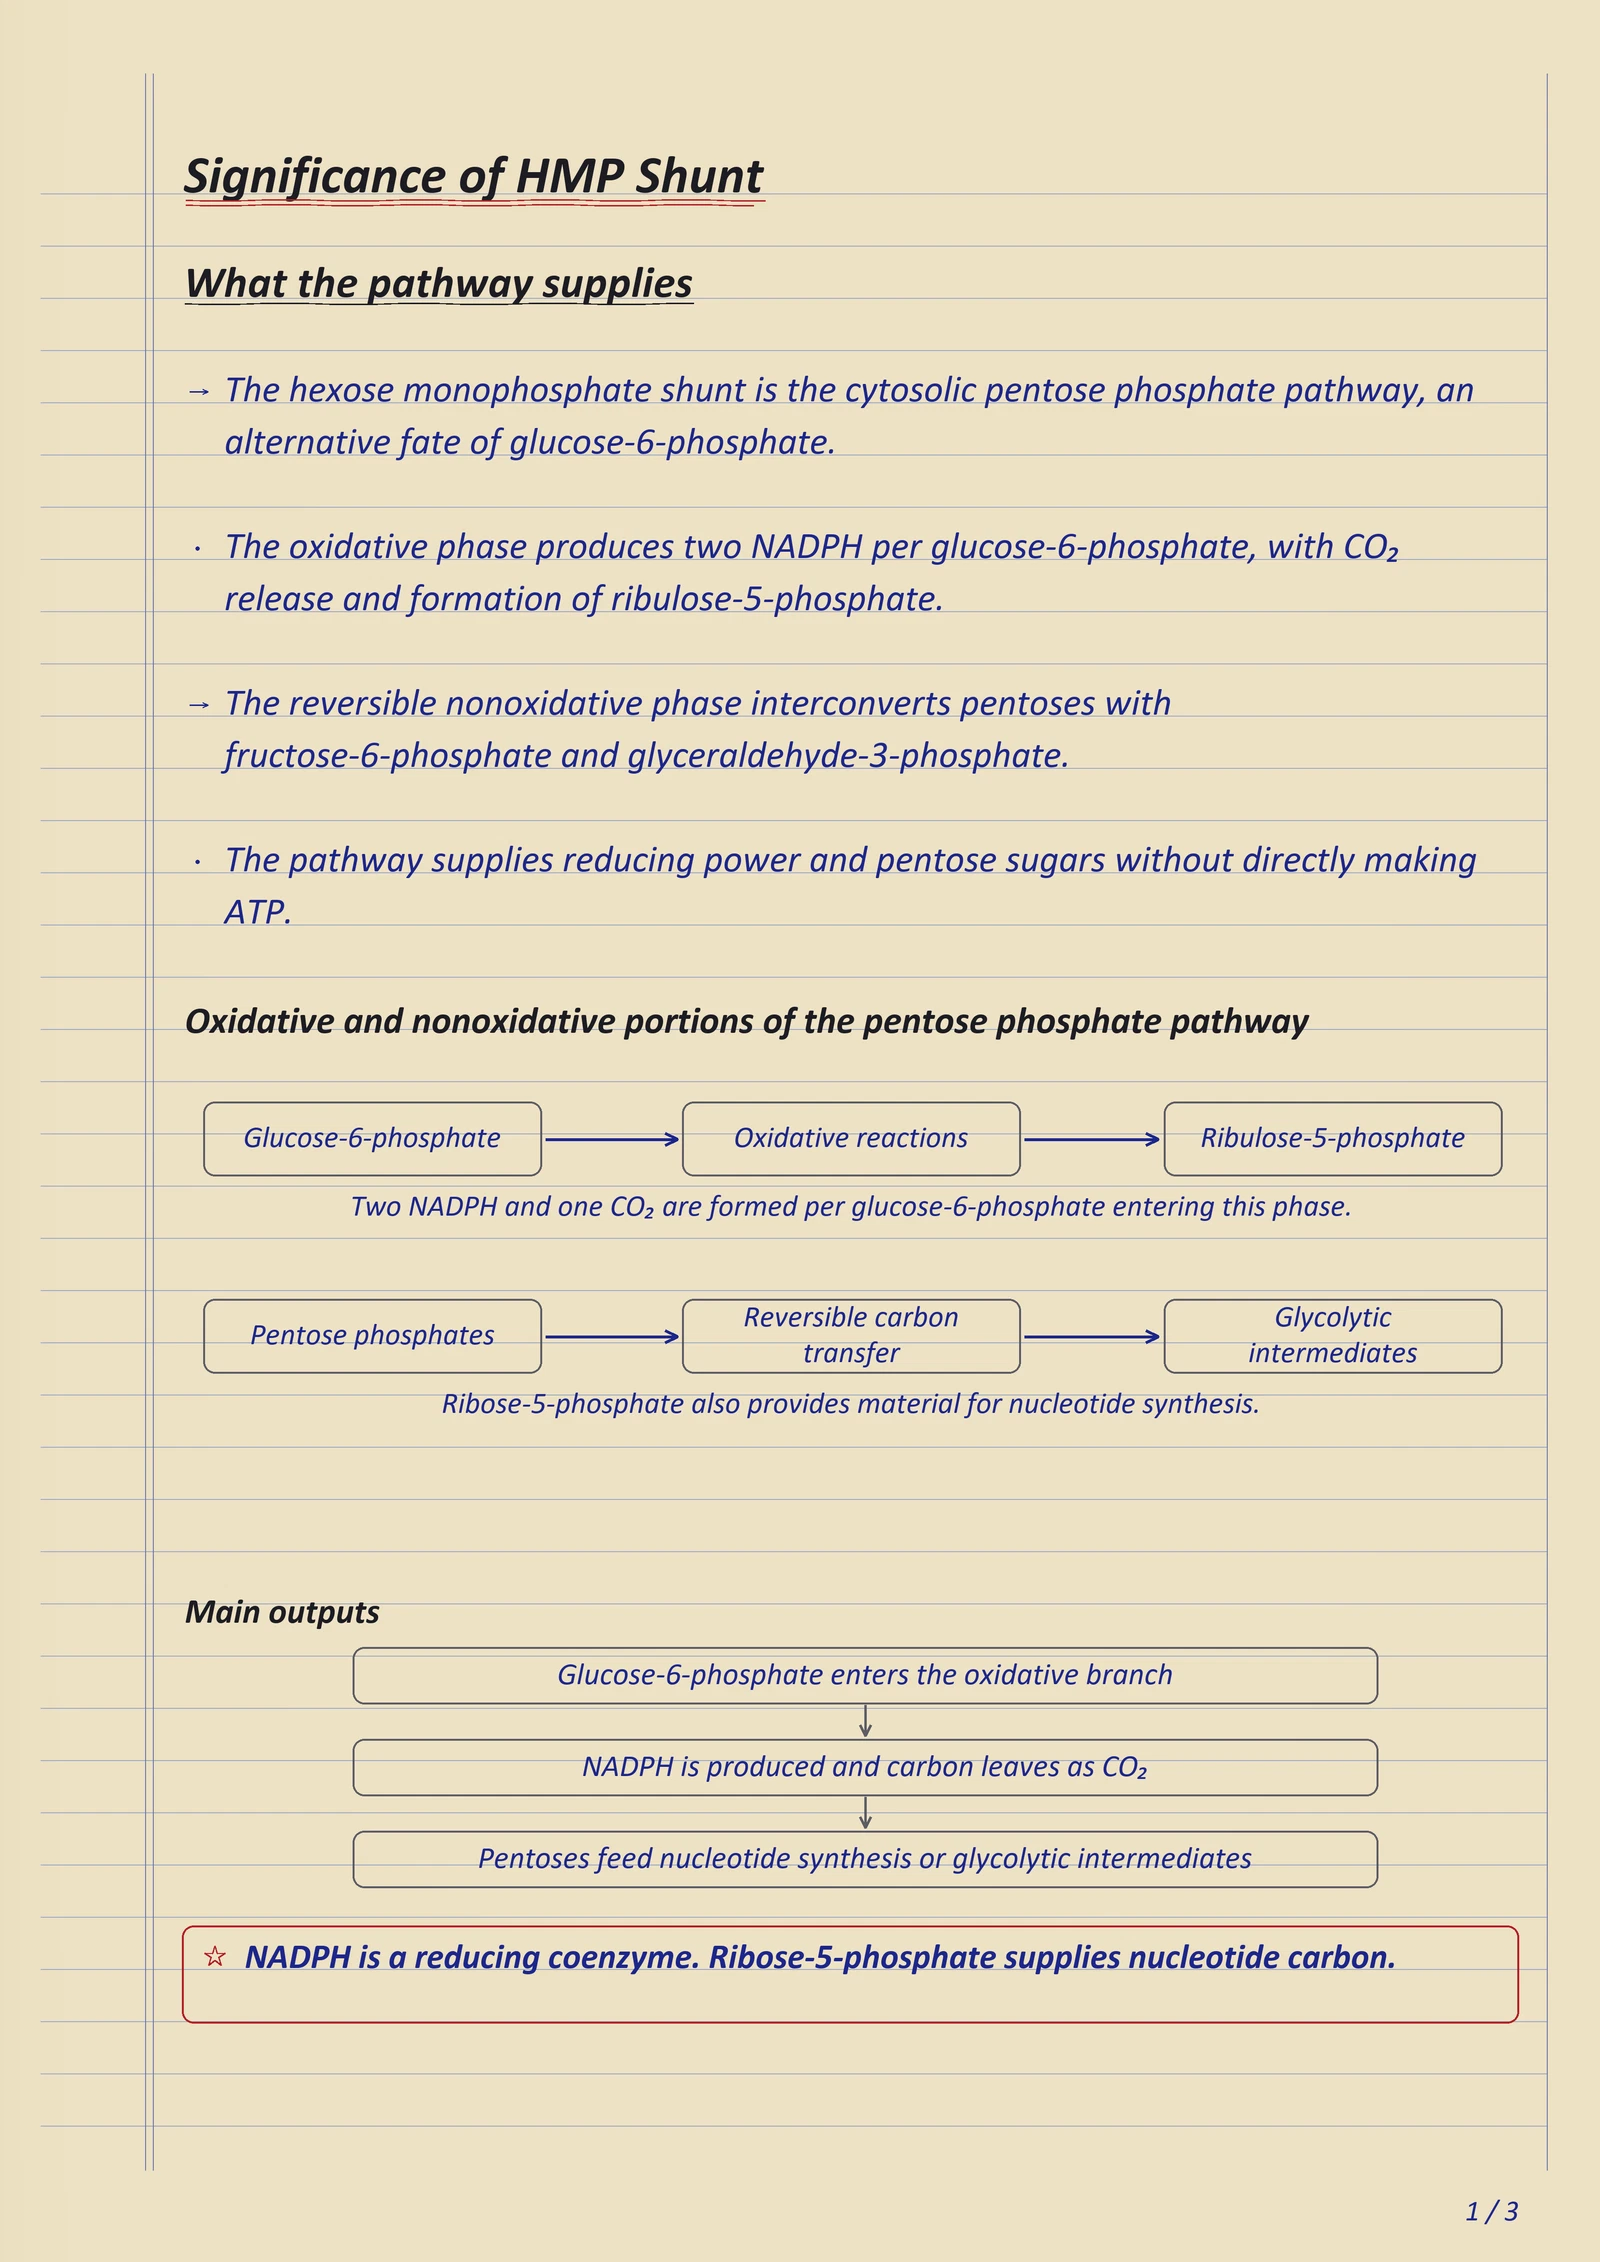 Significance of HMP Shunt
What the pathway supplies
→ The hexose monophosphate shunt is the cytosolic pentose phosphate pathway, an
alternative fate of glucose-6-phosphate.
· The oxidative phase produces two NADPH per glucose-6-phosphate, with CO₂
release and formation of ribulose-5-phosphate.
→ The reversible nonoxidative phase interconverts pentoses with
fructose-6-phosphate and glyceraldehyde-3-phosphate.
· The pathway supplies reducing power and pentose sugars without directly making
ATP.
Oxidative and nonoxidative portions of the pentose phosphate pathway
Glucose-6-phosphate
Oxidative reactions
Ribulose-5-phosphate
Two NADPH and one CO₂ are formed per glucose-6-phosphate entering this phase.
Pentose phosphates
Reversible carbon
transfer
Glycolytic
intermediates
Ribose-5-phosphate also provides material for nucleotide synthesis.
Main outputs
Glucose-6-phosphate enters the oxidative branch
NADPH is produced and carbon leaves as CO₂
Pentoses feed nucleotide synthesis or glycolytic intermediates
☆ NADPH is a reducing coenzyme. Ribose-5-phosphate supplies nucleotide carbon.
1 / 3